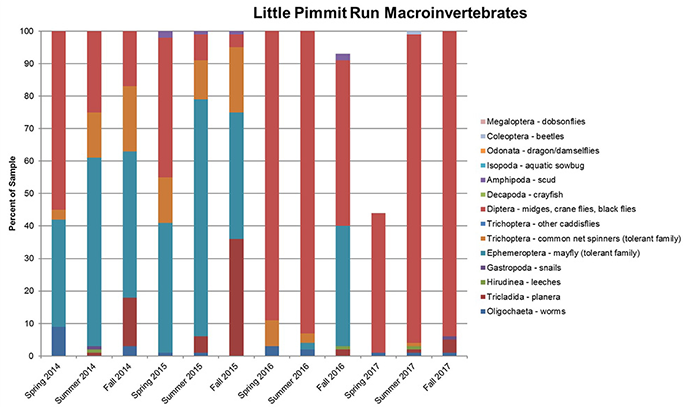 Little Pimmit Run Macroinvertebrates
100
90
80
70
60
50
40
30
20
10
0
Percent of Sample
Spring 2014
Summer 2014
Fall 2014
Spring 2015
Summer 2015
Fall 2015
Spring 2016
Summer 2016
Fall 2016
Spring 2017
Summer 2017
Fall 2017
Megaloptera - dobsonflies
Coleoptera - beetles
Odonata - dragon/damselflies
Isopoda - aquatic sowbug
Amphipoda - scud
Decapoda - crayfish
Diptera - midges, crane flies, black flies
Trichoptera - other caddisflies
Trichoptera - common net spinners (tolerant family)
Ephemeroptera - mayfly (tolerant family)
Gastropoda - snails
Hirudinea - leeches
Tricladida - planera
Oligochaeta - worms